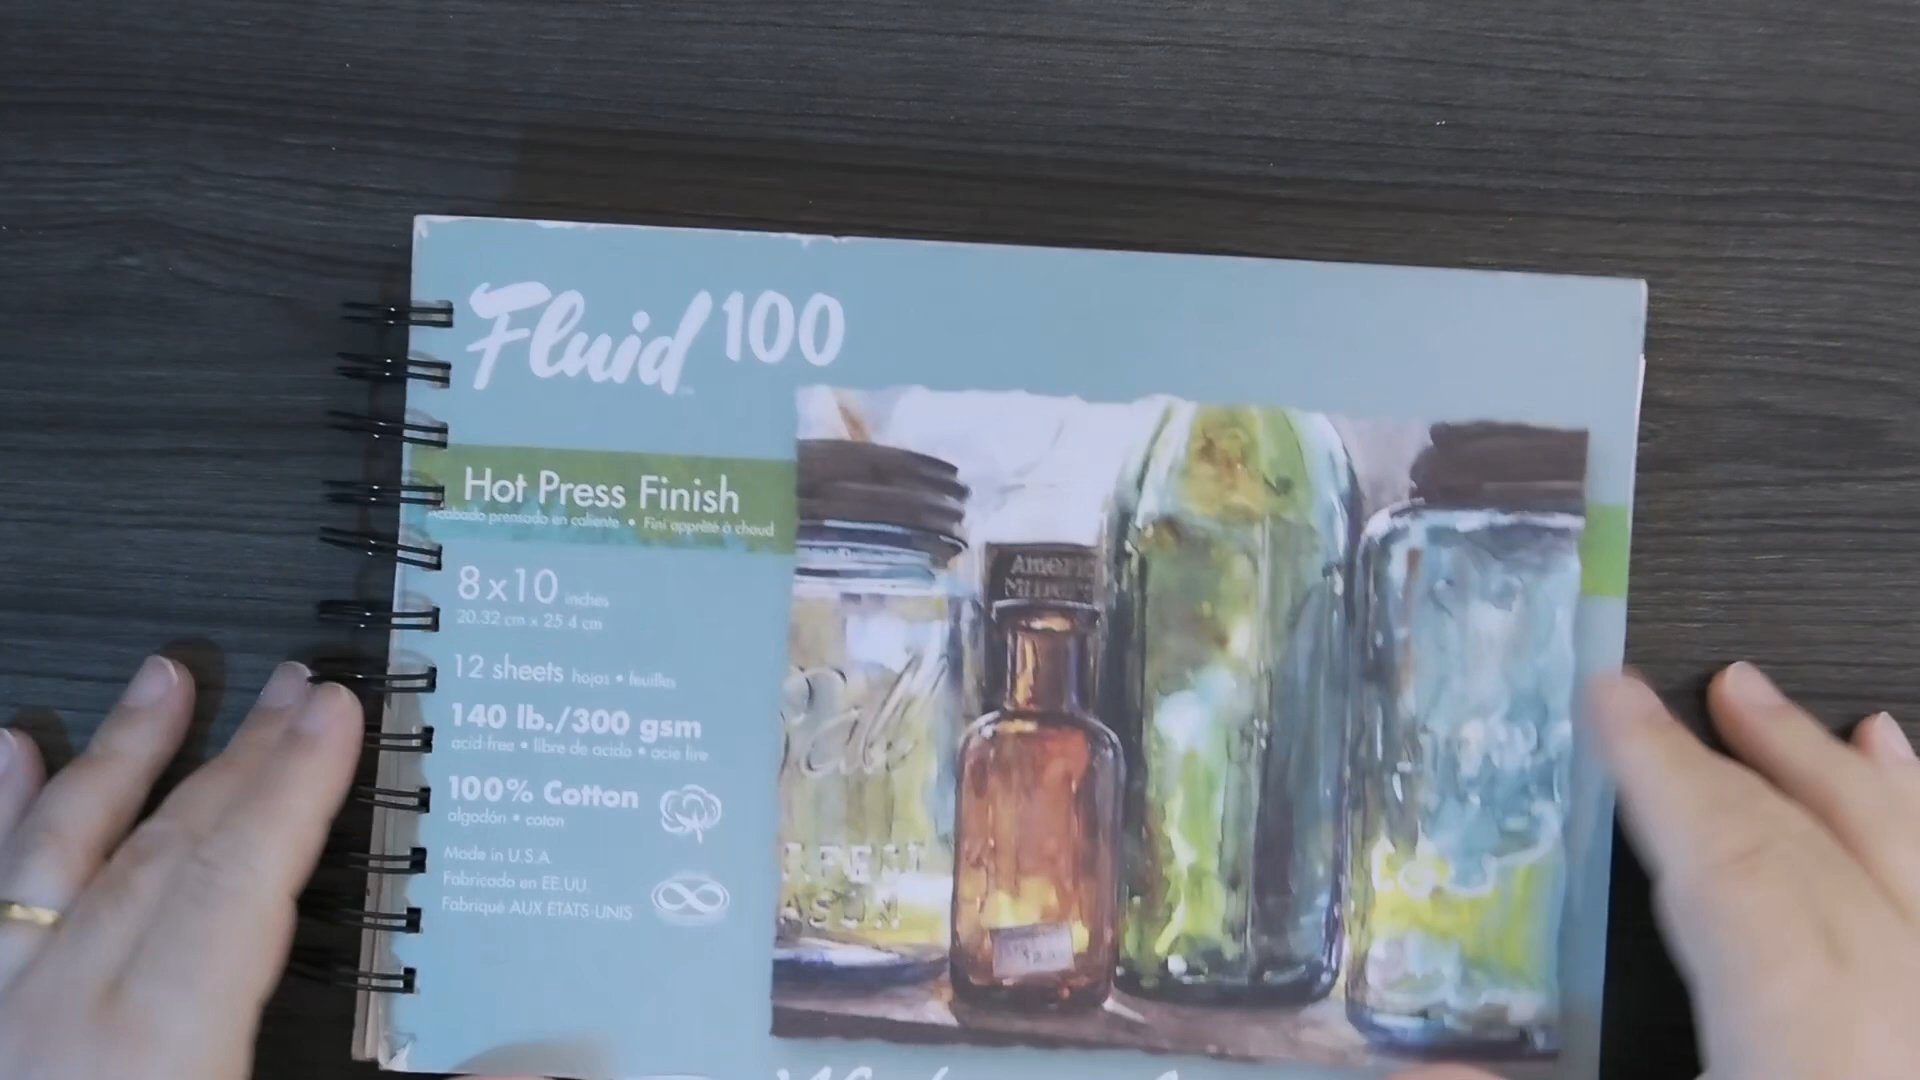 Fluid 100
Hot Press Finish
Acabado prensado en caliente • Fini apprêté à chaud
8x10 inches
20.32 cm x 25.4 cm
12 sheets hojas • feuilles
140 lb./300 gsm
acid-free • libre de acido • acie lire
100% Cotton
algodón • coton
Made in U.S.A.
Fabricado en EE.UU.
Fabriqué AUX ETATS-UNIS
Ball